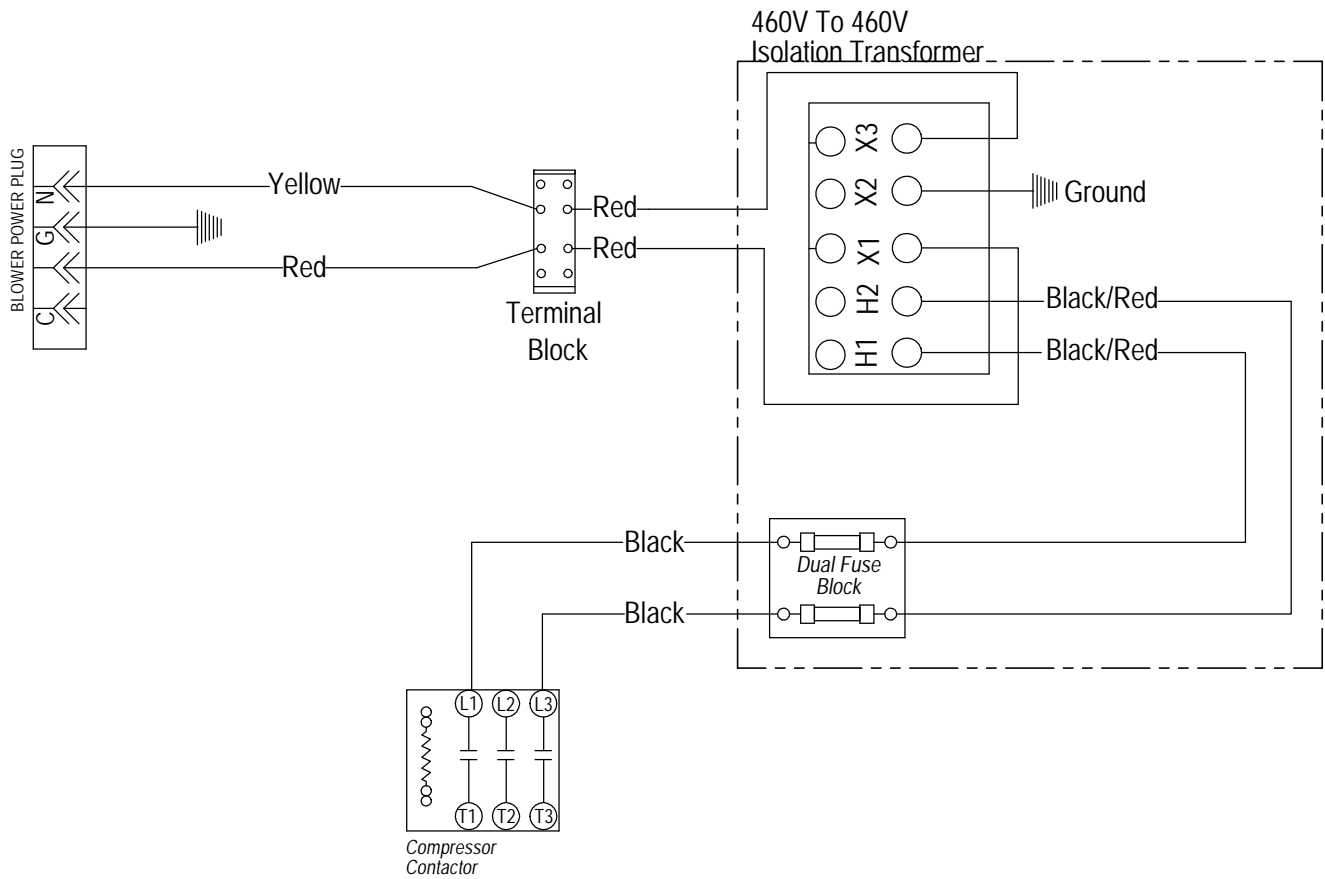 460V To 460V
Isolation Transformer
BLOWER POWER PLUG
N
G
C
Yellow
Red
Terminal
Block
Red
Red
X3
X2
X1
H2
H1
Ground
Black/Red
Black/Red
Black
Black
Dual Fuse
Block
L1 L2 L3
T1 T2 T3
Compressor
Contactor